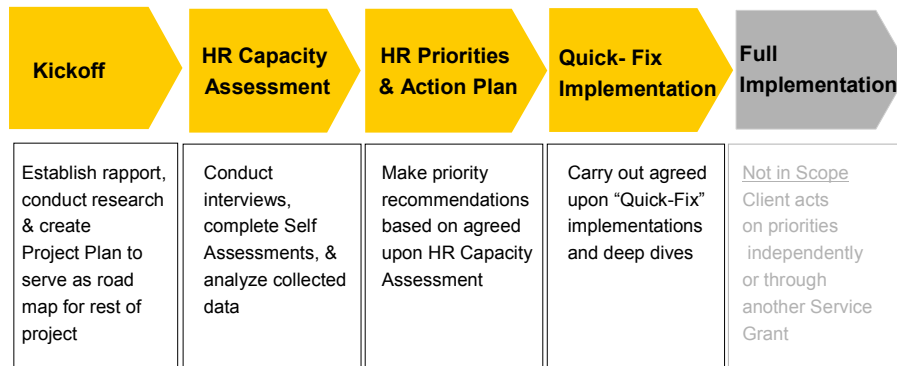 Kickoff
HR Capacity
Assessment
HR Priorities
& Action Plan
Quick- Fix
Implementation
Full
Implementation
Establish rapport,
conduct research
& create
Project Plan to
serve as road
map for rest of
project
Conduct
interviews,
complete Self
Assessments, &
analyze collected
data
Make priority
recommendations
based on agreed
upon HR Capacity
Assessment
Carry out agreed
upon “Quick-Fix”
implementations
and deep dives
Not in Scope
Client acts
on priorities
independently
or through
another Service
Grant